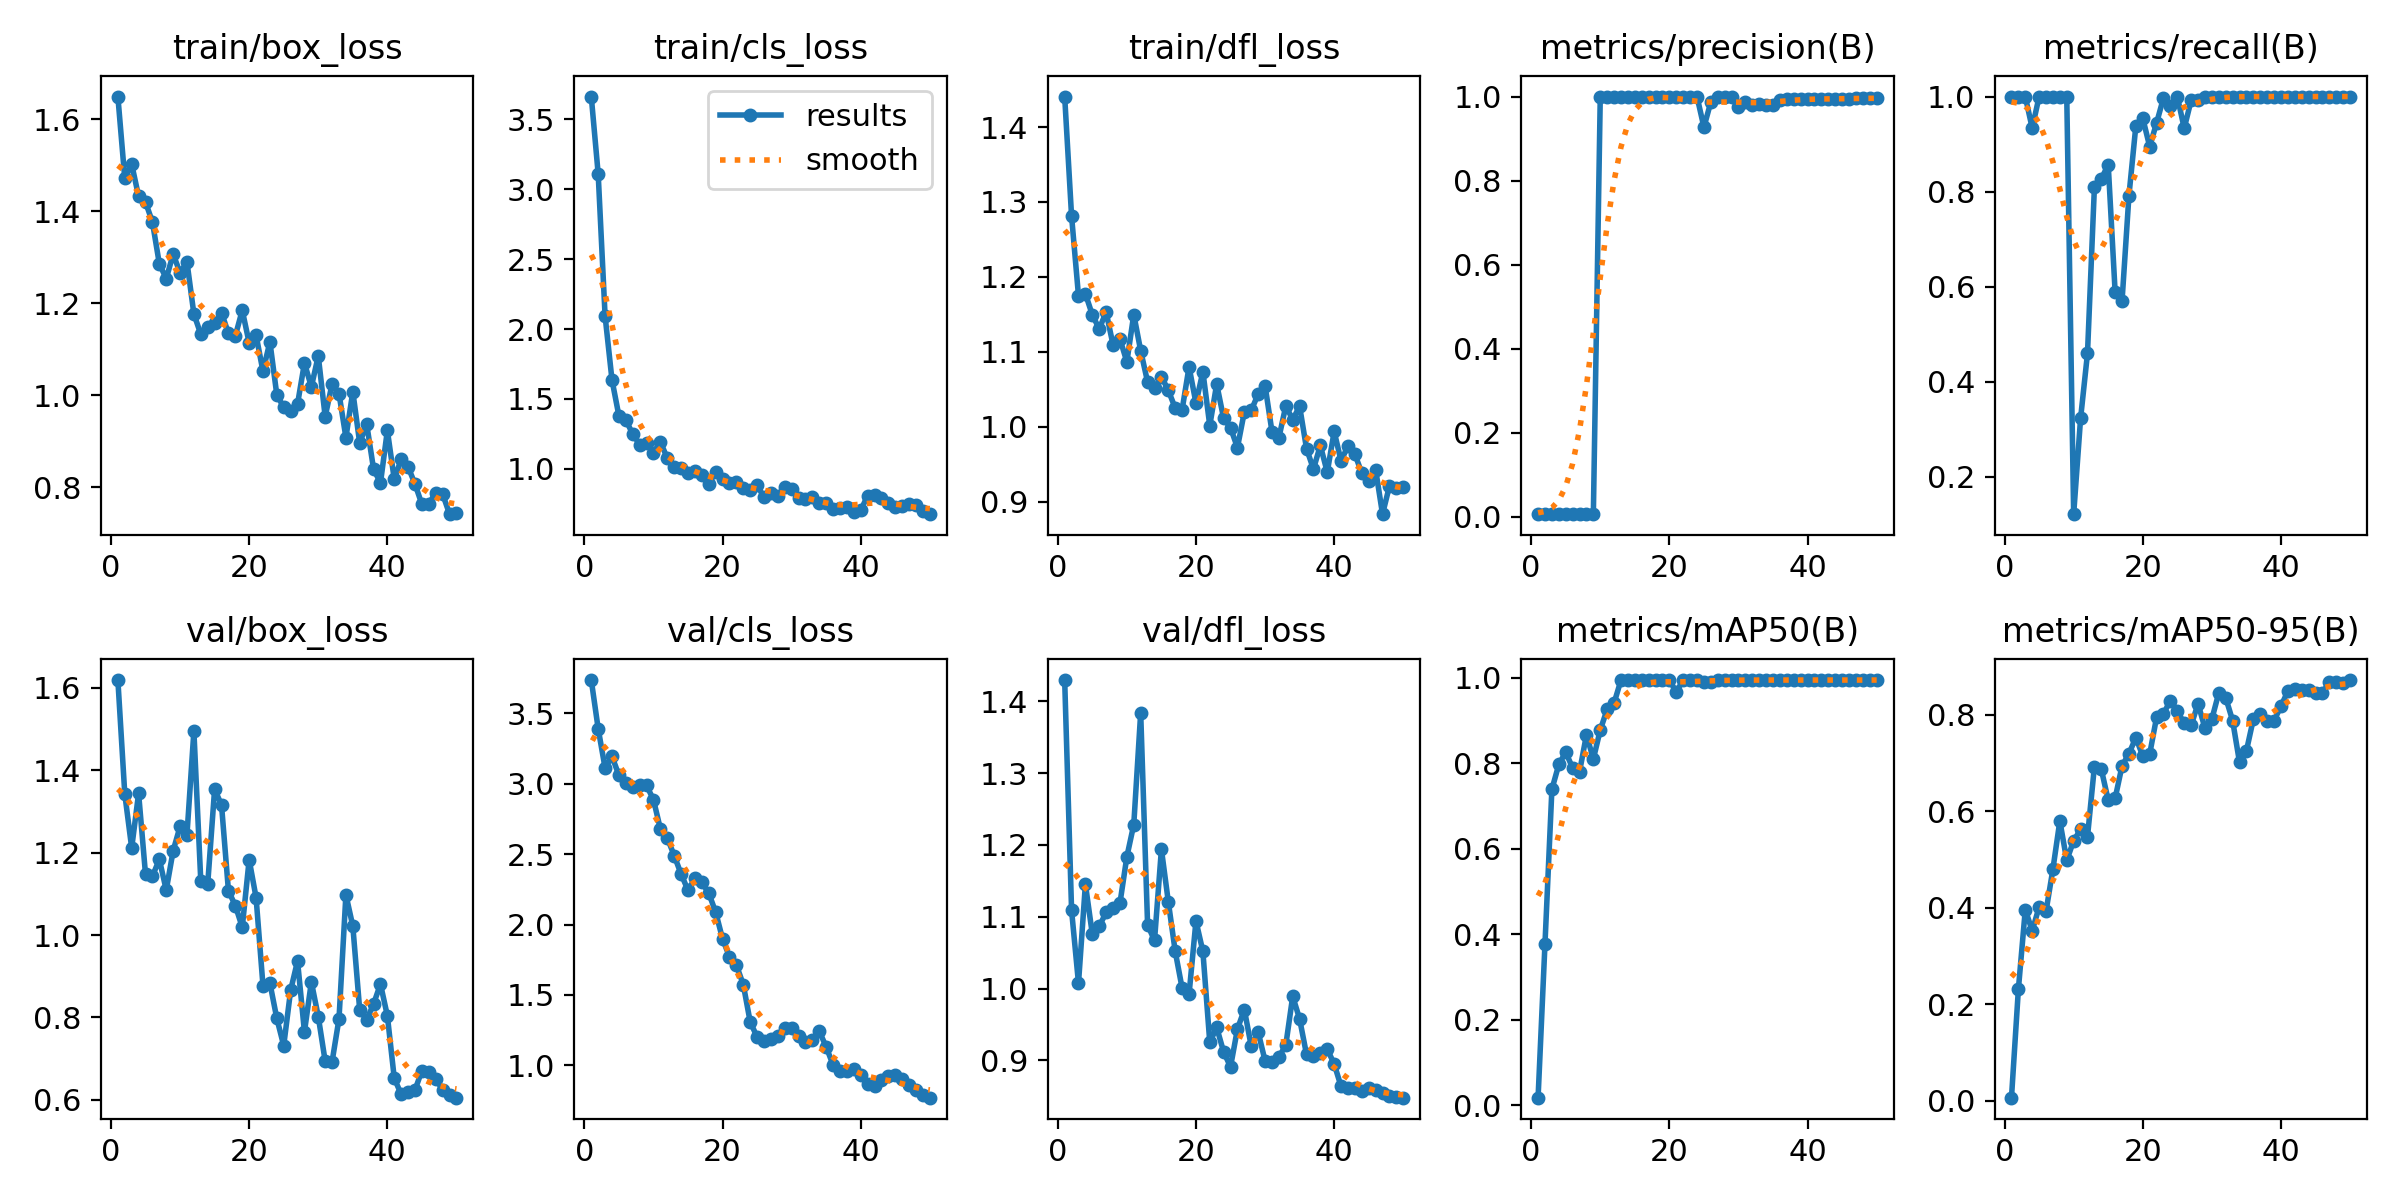 train/box_loss
train/cls_loss
train/dfl_loss
metrics/precision(B)
metrics/recall(B)
1.6
1.4
1.2
1.0
0.8
0 20 40
3.5
3.0
2.5
2.0
1.5
1.0
0 20 40
results
smooth
1.4
1.3
1.2
1.1
1.0
0.9
0 20 40
1.0
0.8
0.6
0.4
0.2
0.0
0 20 40
1.0
0.8
0.6
0.4
0.2
0 20 40
val/box_loss
val/cls_loss
val/dfl_loss
metrics/mAP50(B)
metrics/mAP50-95(B)
1.6
1.4
1.2
1.0
0.8
0.6
0 20 40
3.5
3.0
2.5
2.0
1.5
1.0
0 20 40
1.4
1.3
1.2
1.1
1.0
0.9
0 20 40
1.0
0.8
0.6
0.4
0.2
0.0
0 20 40
0.8
0.6
0.4
0.2
0.0
0 20 40